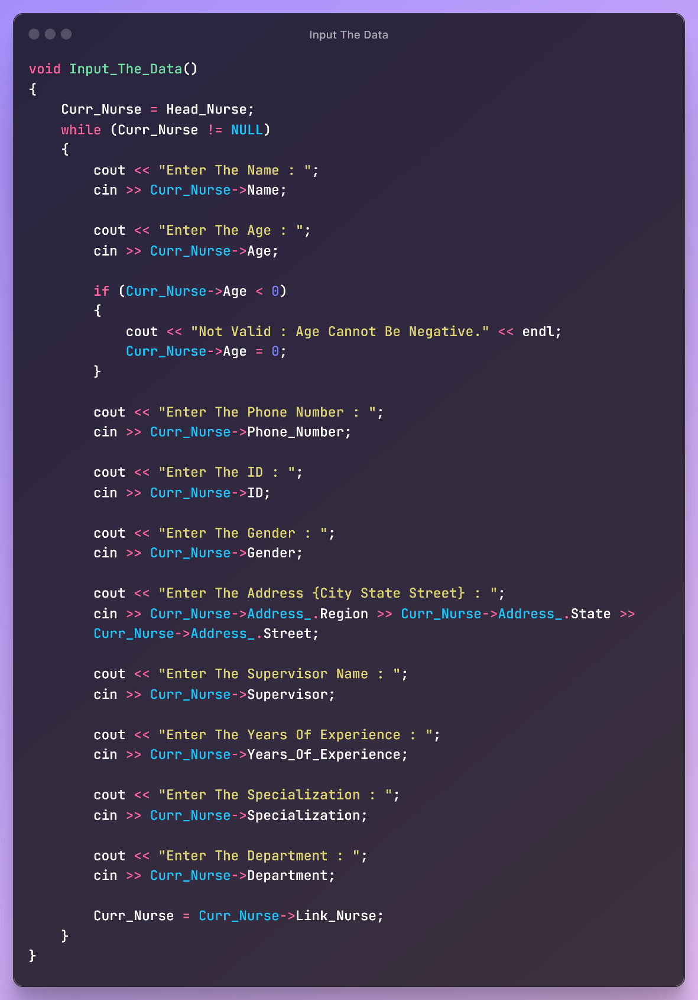 Input The Data
void Input_The_Data()
{
    Curr_Nurse = Head_Nurse;
    while (Curr_Nurse != NULL)
    {
        cout << "Enter The Name : ";
        cin >> Curr_Nurse->Name;

        cout << "Enter The Age : ";
        cin >> Curr_Nurse->Age;

        if (Curr_Nurse->Age < 0)
        {
            cout << "Not Valid : Age Cannot Be Negative." << endl;
            Curr_Nurse->Age = 0;
        }

        cout << "Enter The Phone Number : ";
        cin >> Curr_Nurse->Phone_Number;

        cout << "Enter The ID : ";
        cin >> Curr_Nurse->ID;

        cout << "Enter The Gender : ";
        cin >> Curr_Nurse->Gender;

        cout << "Enter The Address {City State Street} : ";
        cin >> Curr_Nurse->Address_.Region >> Curr_Nurse->Address_.State >>
        Curr_Nurse->Address_.Street;

        cout << "Enter The Supervisor Name : ";
        cin >> Curr_Nurse->Supervisor;

        cout << "Enter The Years Of Experience : ";
        cin >> Curr_Nurse->Years_Of_Experience;

        cout << "Enter The Specialization : ";
        cin >> Curr_Nurse->Specialization;

        cout << "Enter The Department : ";
        cin >> Curr_Nurse->Department;

        Curr_Nurse = Curr_Nurse->Link_Nurse;
    }
}